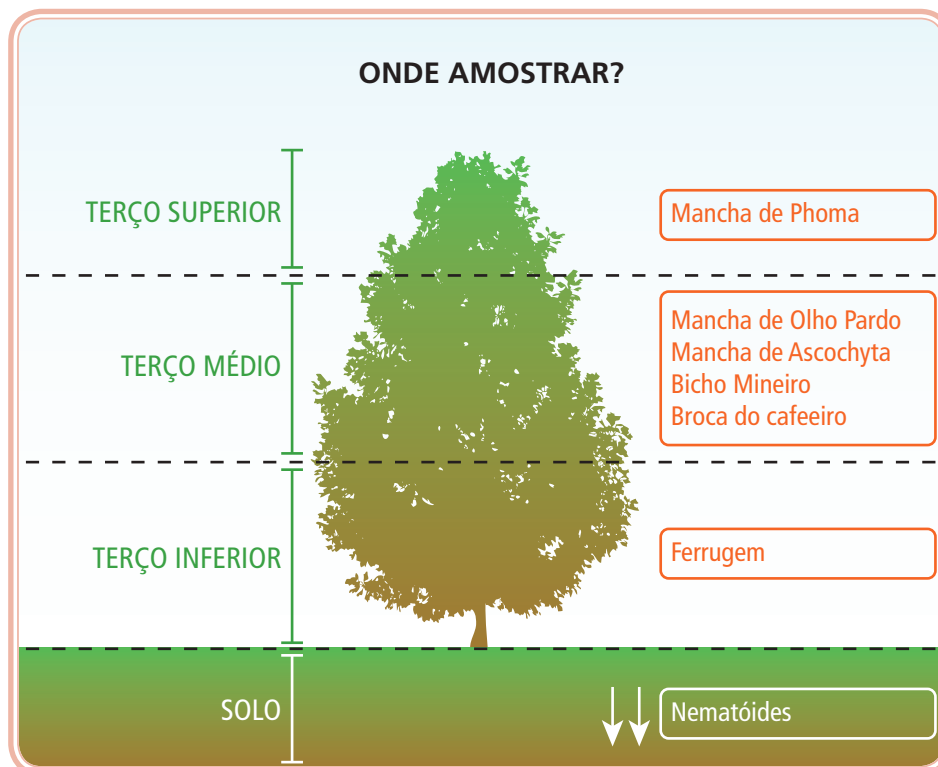 ONDE AMOSTRAR?
TERÇO SUPERIOR
Mancha de Phoma
TERÇO MÉDIO
Mancha de Olho Pardo
Mancha de Ascochyta
Bicho Mineiro
Broca do cafeeiro
TERÇO INFERIOR
Ferrugem
SOLO
Nematóides